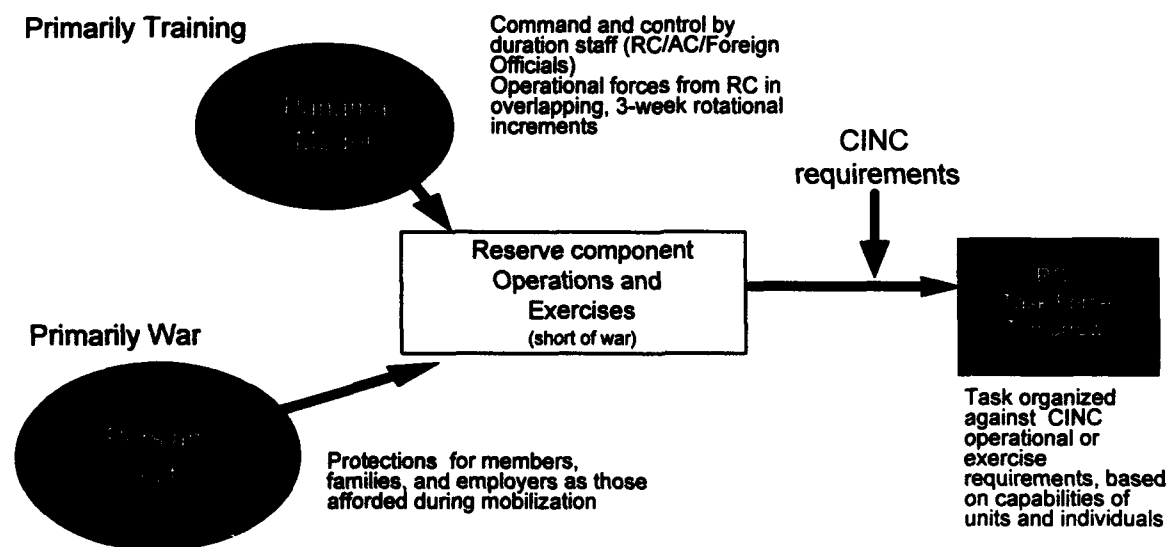 Primarily Training
Command and control by
duration staff (RC/AC/Foreign
Officials)
Operational forces from RC in
overlapping, 3-week rotational
increments
CINC
requirements
Reserve component
Operations and
Exercises
(short of war)
Primarily War
Protections for members,
families, and employers as those
afforded during mobilization
Task organized
against CINC
operational or
exercise
requirements, based
on capabilities of
units and individuals